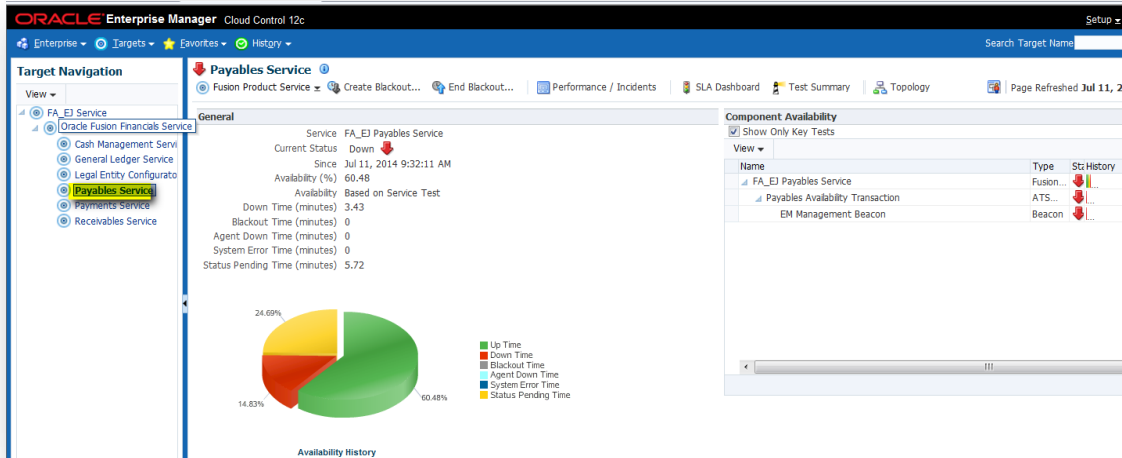 ORACLE Enterprise Manager Cloud Control 12c
Setup
Enterprise Targets Favorites History
Search Target Name
Target Navigation
View
FA_EJ Service
Oracle Fusion Financials Service
Cash Management Servi
General Ledger Service
Legal Entity Configurato
Payables Service
Payments Service
Receivables Service
Payables Service
Fusion Product Service Create Blackout... End Blackout... Performance / Incidents SLA Dashboard Test Summary Topology
Page Refreshed Jul 11, 2
General
Service FA_EJ Payables Service
Current Status Down
Since Jul 11, 2014 9:32:11 AM
Availability (%) 60.48
Availability Based on Service Test
Down Time (minutes) 3.43
Blackout Time (minutes) 0
Agent Down Time (minutes) 0
System Error Time (minutes) 0
Status Pending Time (minutes) 5.72
24.69%
14.83%
60.48%
Up Time
Down Time
Blackout Time
Agent Down Time
System Error Time
Status Pending Time
Availability History
Component Availability
Show Only Key Tests
View
Name Type Sta History
FA_EJ Payables Service Fusion...
Payables Availability Transaction ATS...
EM Management Beacon Beacon